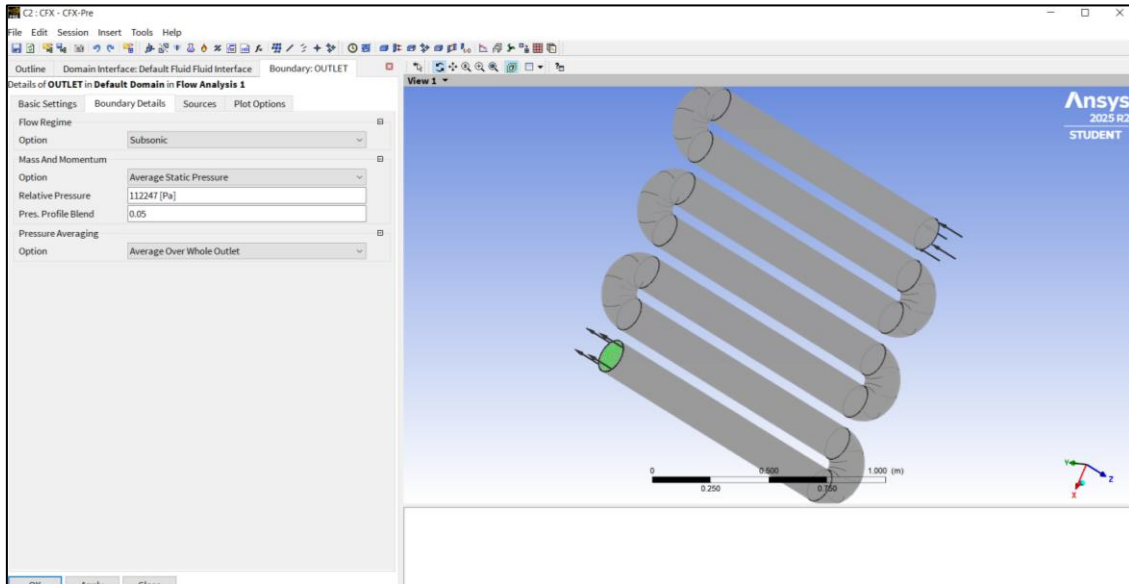 C2 : CFX - CFX-Pre
File Edit Session Insert Tools Help
Outline Domain Interface: Default Fluid Fluid Interface Boundary: OUTLET
Details of OUTLET in Default Domain in Flow Analysis 1
Basic Settings Boundary Details Sources Plot Options
Flow Regime
Option Subsonic
Mass And Momentum
Option Average Static Pressure
Relative Pressure 112247 [Pa]
Pres. Profile Blend 0.05
Pressure Averaging
Option Average Over Whole Outlet
OK Apply Close
View 1
Ansys
2025 R2
STUDENT
0 0.500 1.000 (m)
0.250 0.750
Y
Z
X